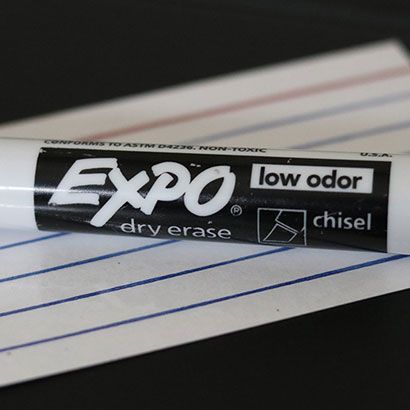 CONFORMS TO ASTM D4236. NON-TOXIC
U.S.A.
EXPO®
low odor
dry erase
chisel